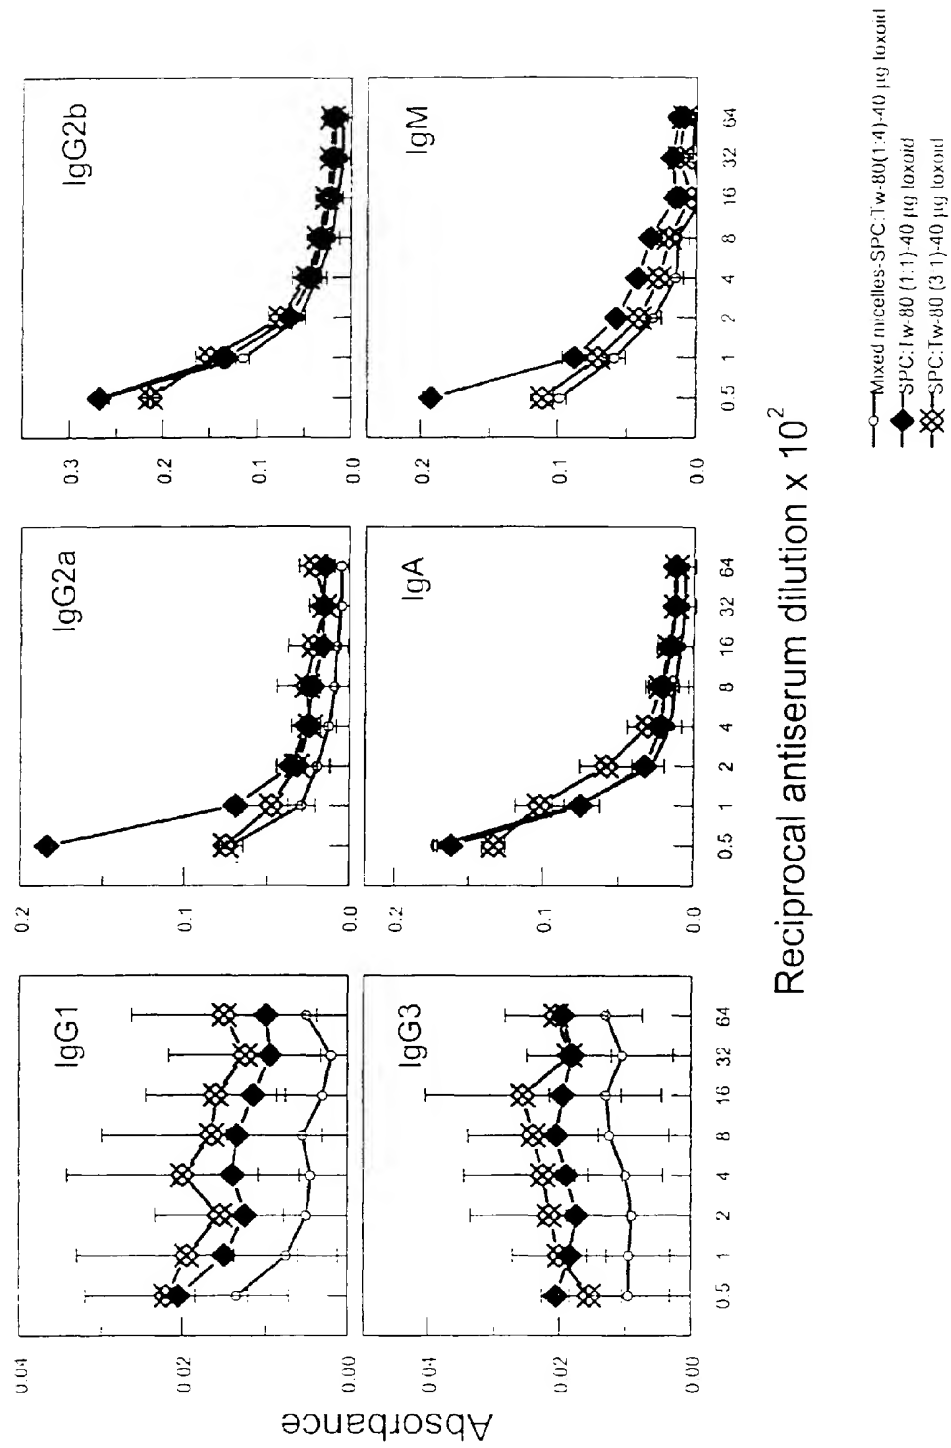 Absorbance
IgG1
0.04
0.02
0.00
IgG2a
0.2
0.1
0.0
IgG2b
0.3
0.2
0.1
0.0
IgG3
0.04
0.02
0.00
0.5 1 2 4 8 16 32 64
IgA
0.2
0.1
0.0
0.5 1 2 4 8 16 32 64
IgM
0.2
0.1
0.0
0.5 1 2 4 8 16 32 64
Reciprocal antiserum dilution x 10²
Mixed micelles-SPC:Tw-80(1:4)-40 µg toxoid
SPC:Tw-80 (1:1)-40 µg toxoid
SPC:Tw-80 (3:1)-40 µg toxoid